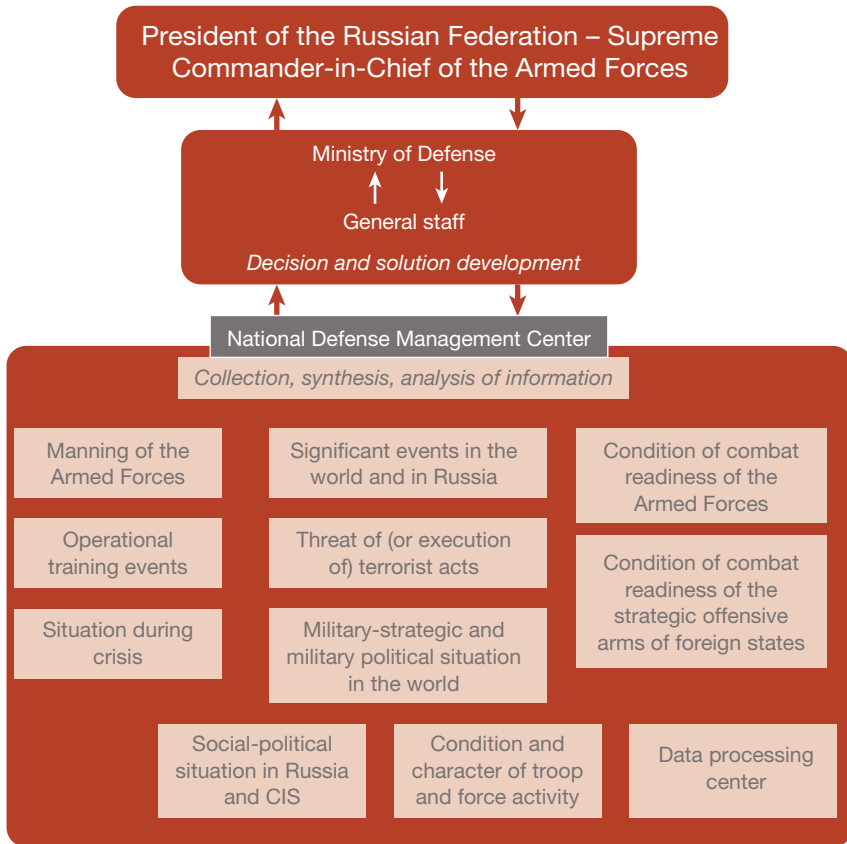 President of the Russian Federation – Supreme
Commander-in-Chief of the Armed Forces
Ministry of Defense
General staff
Decision and solution development
National Defense Management Center
Collection, synthesis, analysis of information
Manning of the
Armed Forces
Significant events in the
world and in Russia
Condition of combat
readiness of the
Armed Forces
Operational
training events
Threat of (or execution
of) terrorist acts
Condition of combat
readiness of the
strategic offensive
arms of foreign states
Situation during
crisis
Military-strategic and
military political situation
in the world
Social-political
situation in Russia
and CIS
Condition and
character of troop
and force activity
Data processing
center